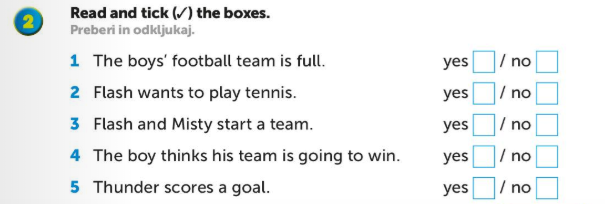 2 Read and tick (✓) the boxes.
Preberi in odkljukaj.
1 The boys' football team is full. yes / no
2 Flash wants to play tennis. yes / no
3 Flash and Misty start a team. yes / no
4 The boy thinks his team is going to win. yes / no
5 Thunder scores a goal. yes / no